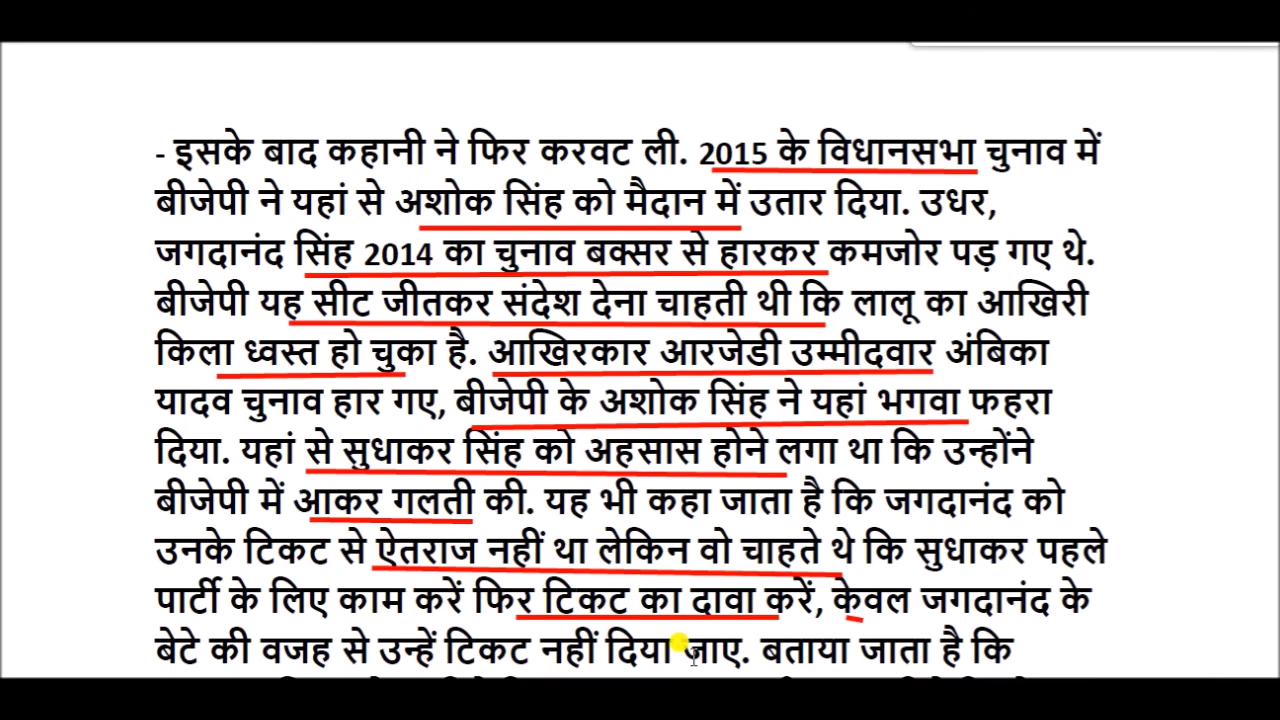 - इसके बाद कहानी ने फिर करवट ली. 2015 के विधानसभा चुनाव में
बीजेपी ने यहां से अशोक सिंह को मैदान में उतार दिया. उधर,
जगदानंद सिंह 2014 का चुनाव बक्सर से हारकर कमजोर पड़ गए थे.
बीजेपी यह सीट जीतकर संदेश देना चाहती थी कि लालू का आखिरी
किला ध्वस्त हो चुका है. आखिरकार आरजेडी उम्मीदवार अंबिका
यादव चुनाव हार गए, बीजेपी के अशोक सिंह ने यहां भगवा फहरा
दिया. यहां से सुधाकर सिंह को अहसास होने लगा था कि उन्होंने
बीजेपी में आकर गलती की. यह भी कहा जाता है कि जगदानंद को
उनके टिकट से ऐतराज नहीं था लेकिन वो चाहते थे कि सुधाकर पहले
पार्टी के लिए काम करें फिर टिकट का दावा करें, केवल जगदानंद के
बेटे की वजह से उन्हें टिकट नहीं दिया जाए. बताया जाता है कि